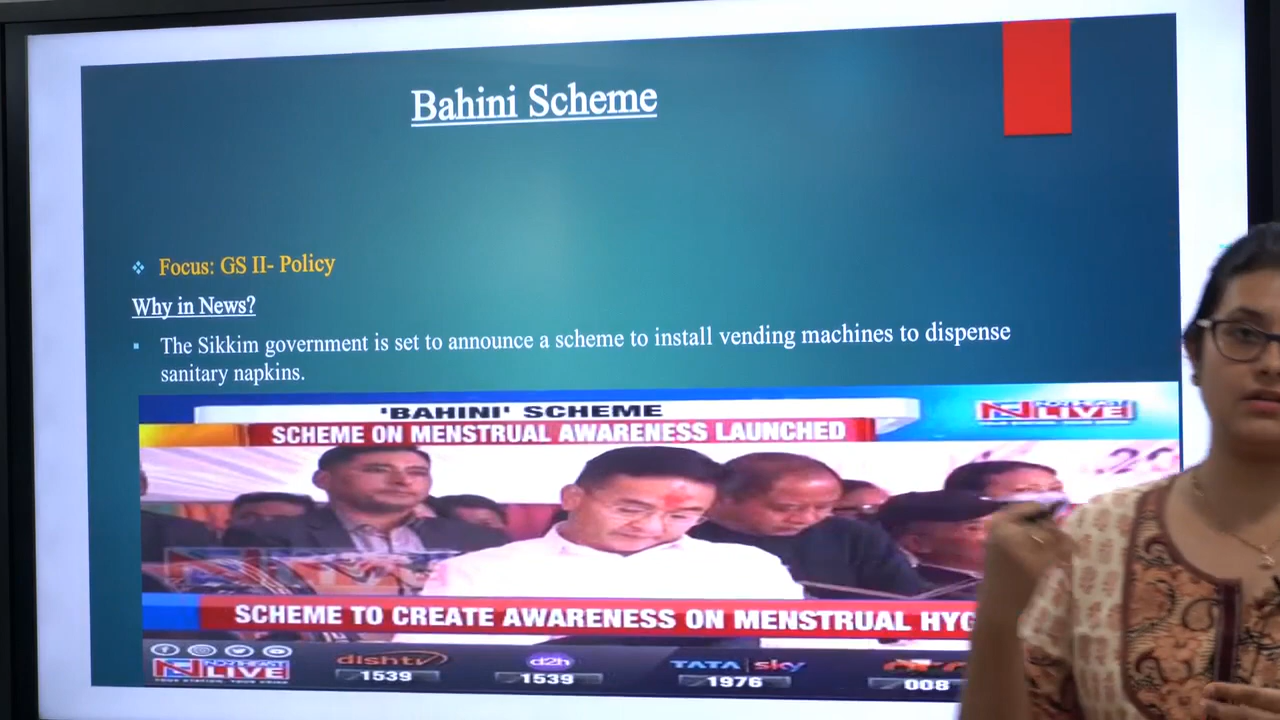 Bahini Scheme
Focus: GS II- Policy
Why in News?
The Sikkim government is set to announce a scheme to install vending machines to dispense
sanitary napkins.
'BAHINI' SCHEME
LIVE
SCHEME ON MENSTRUAL AWARENESS LAUNCHED
SCHEME TO CREATE AWARENESS ON MENSTRUAL HYG
NORTHEAST
LIVE
dishtv
1539
d2h
1539
TATA sky
1976
008